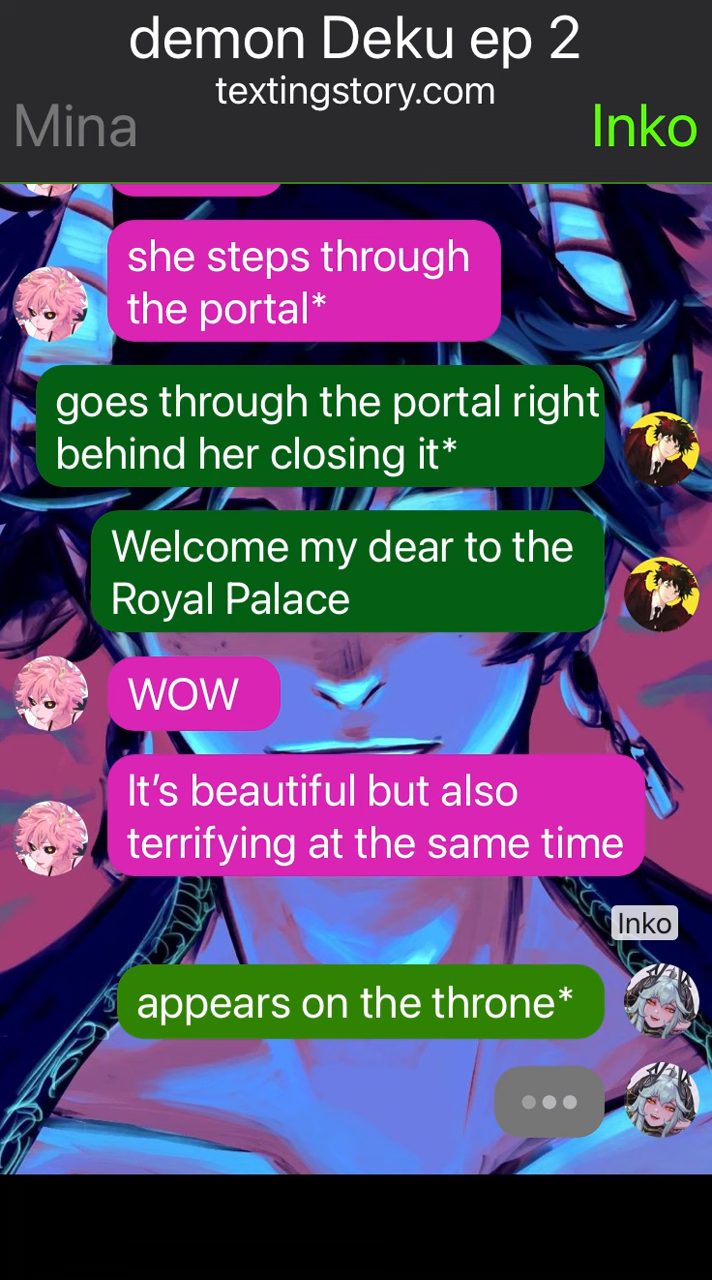 demon Deku ep 2
textingstory.com
Mina
Inko
she steps through
the portal*
goes through the portal right
behind her closing it*
Welcome my dear to the
Royal Palace
WOW
It’s beautiful but also
terrifying at the same time
Inko
appears on the throne*